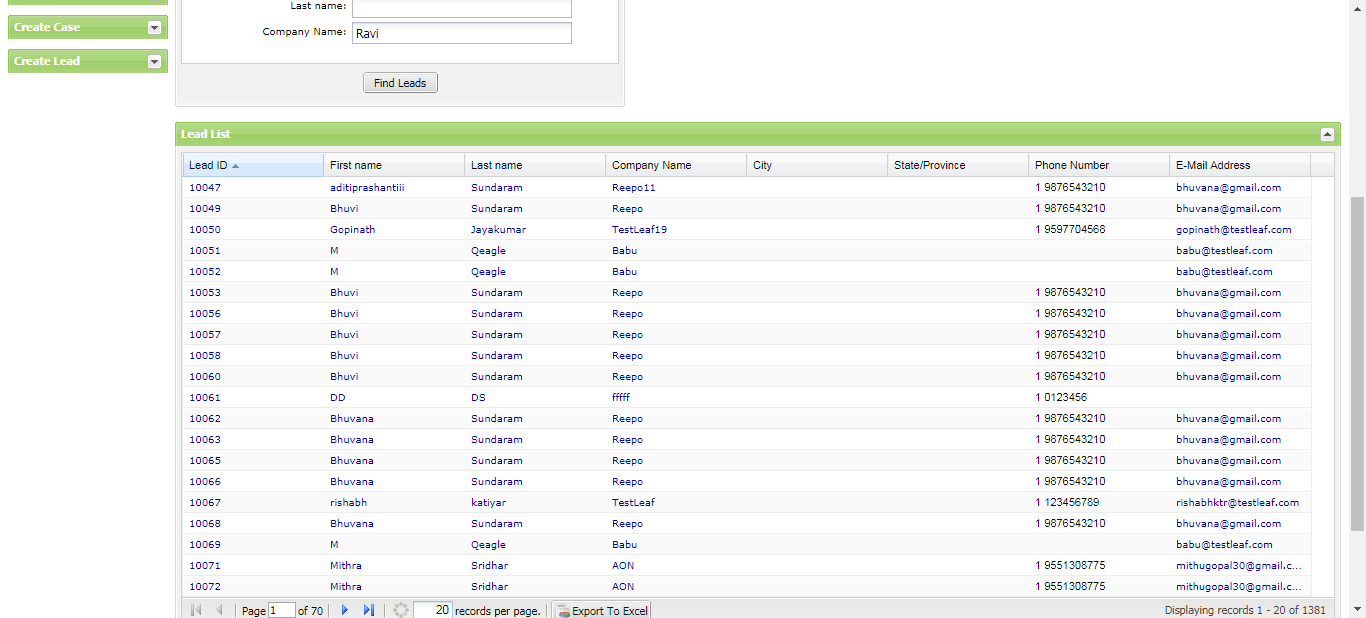 Last name:
Create Case
Company Name: Ravi
Create Lead
Find Leads
Lead List
Lead ID First name Last name Company Name City State/Province Phone Number E-Mail Address
10047 aditiprashantiii Sundaram Reepo11 1 9876543210 bhuvana@gmail.com
10049 Bhuvi Sundaram Reepo 1 9876543210 bhuvana@gmail.com
10050 Gopinath Jayakumar TestLeaf19 1 9597704568 gopinath@testleaf.com
10051 M Qeagle Babu babu@testleaf.com
10052 M Qeagle Babu babu@testleaf.com
10053 Bhuvi Sundaram Reepo 1 9876543210 bhuvana@gmail.com
10056 Bhuvi Sundaram Reepo 1 9876543210 bhuvana@gmail.com
10057 Bhuvi Sundaram Reepo 1 9876543210 bhuvana@gmail.com
10058 Bhuvi Sundaram Reepo 1 9876543210 bhuvana@gmail.com
10060 Bhuvi Sundaram Reepo 1 9876543210 bhuvana@gmail.com
10061 DD DS fffff 1 0123456
10062 Bhuvana Sundaram Reepo 1 9876543210 bhuvana@gmail.com
10063 Bhuvana Sundaram Reepo 1 9876543210 bhuvana@gmail.com
10065 Bhuvana Sundaram Reepo 1 9876543210 bhuvana@gmail.com
10066 Bhuvana Sundaram Reepo 1 9876543210 bhuvana@gmail.com
10067 rishabh katiyar TestLeaf 1 123456789 rishabhktr@testleaf.com
10068 Bhuvana Sundaram Reepo 1 9876543210 bhuvana@gmail.com
10069 M Qeagle Babu babu@testleaf.com
10071 Mithra Sridhar AON 1 9551308775 mithugopal30@gmail.c...
10072 Mithra Sridhar AON 1 9551308775 mithugopal30@gmail.c...
Page 1 of 70 20 records per page. Export To Excel Displaying records 1 - 20 of 1381